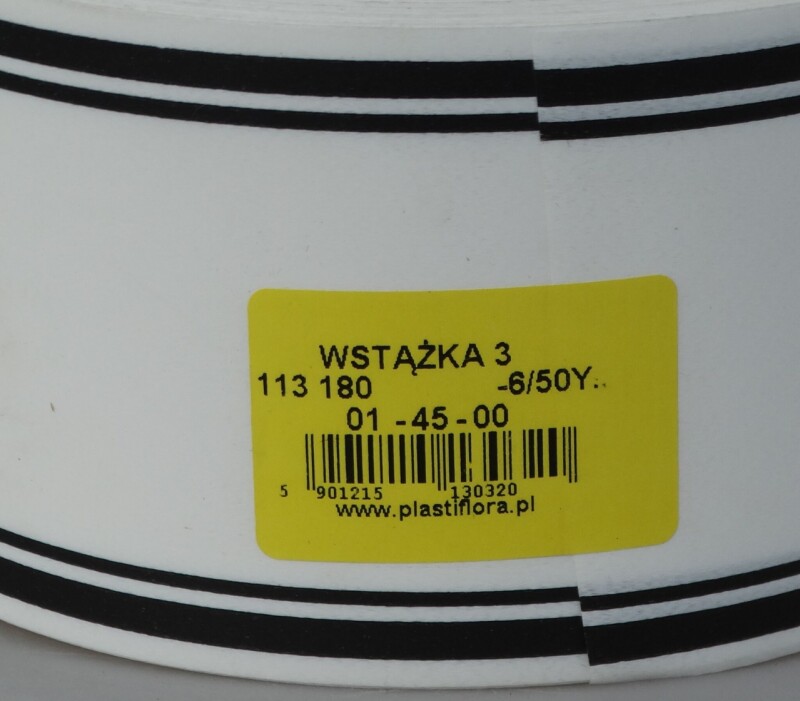 WSTĄŻKA 3
113 180 -6/50Y..
01 -45-00
5 901215 130320
www.plastiflora.pl